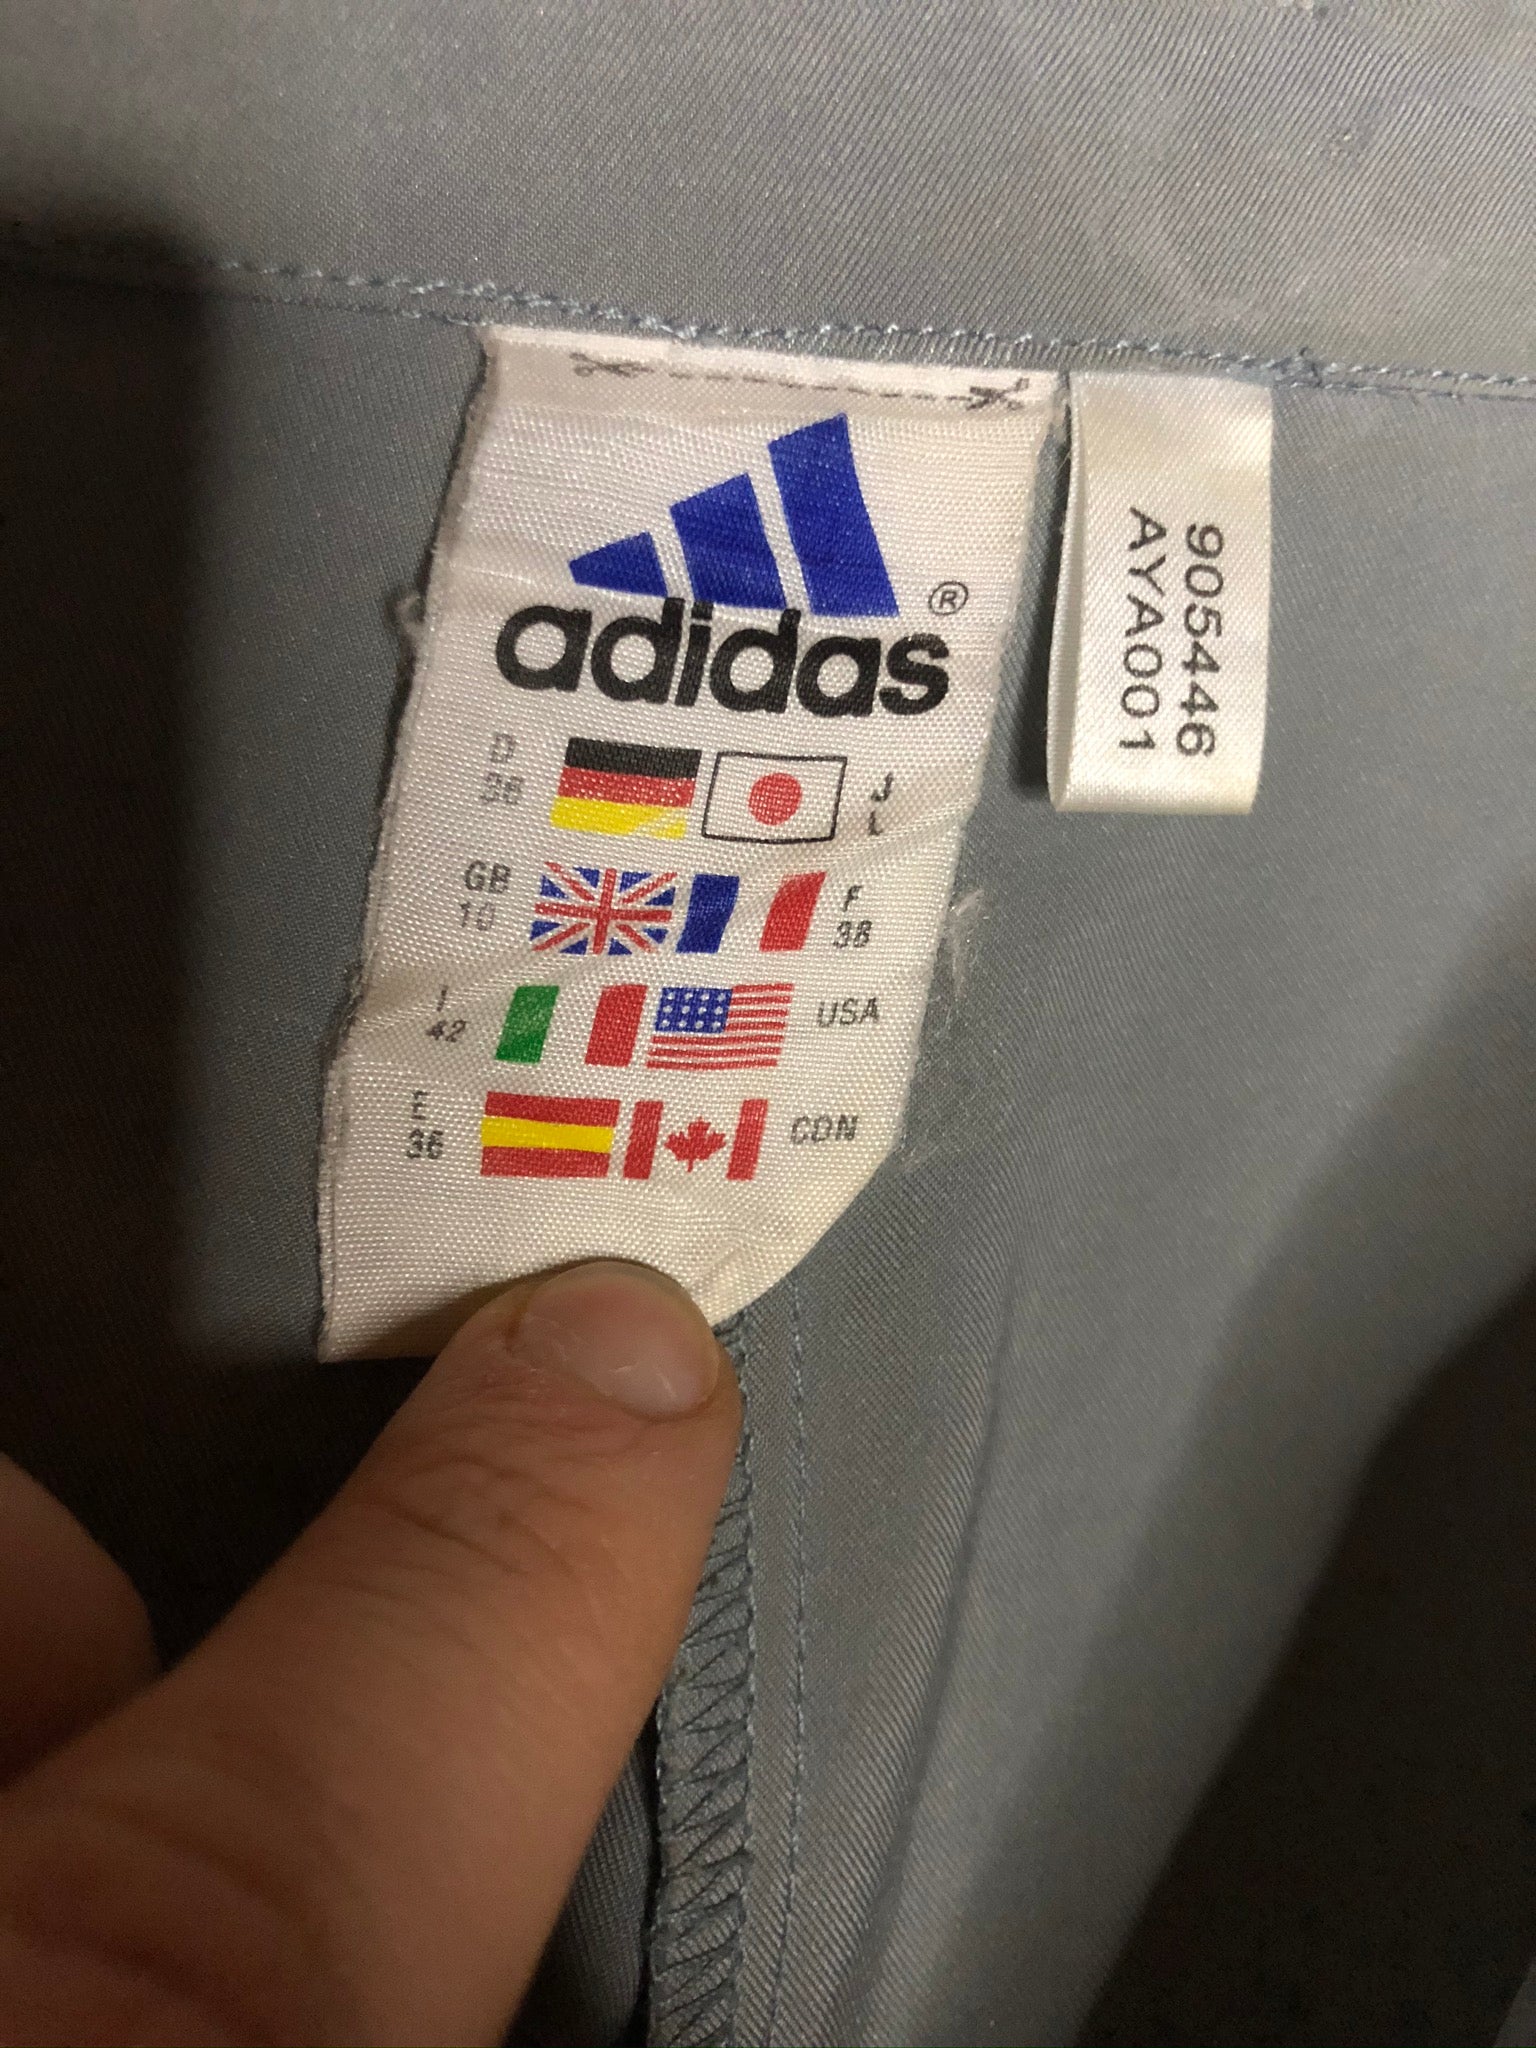 adidas®
D
36
J
L
GB
10
F
38
I
42
USA
E
36
CDN
905446
AYA001